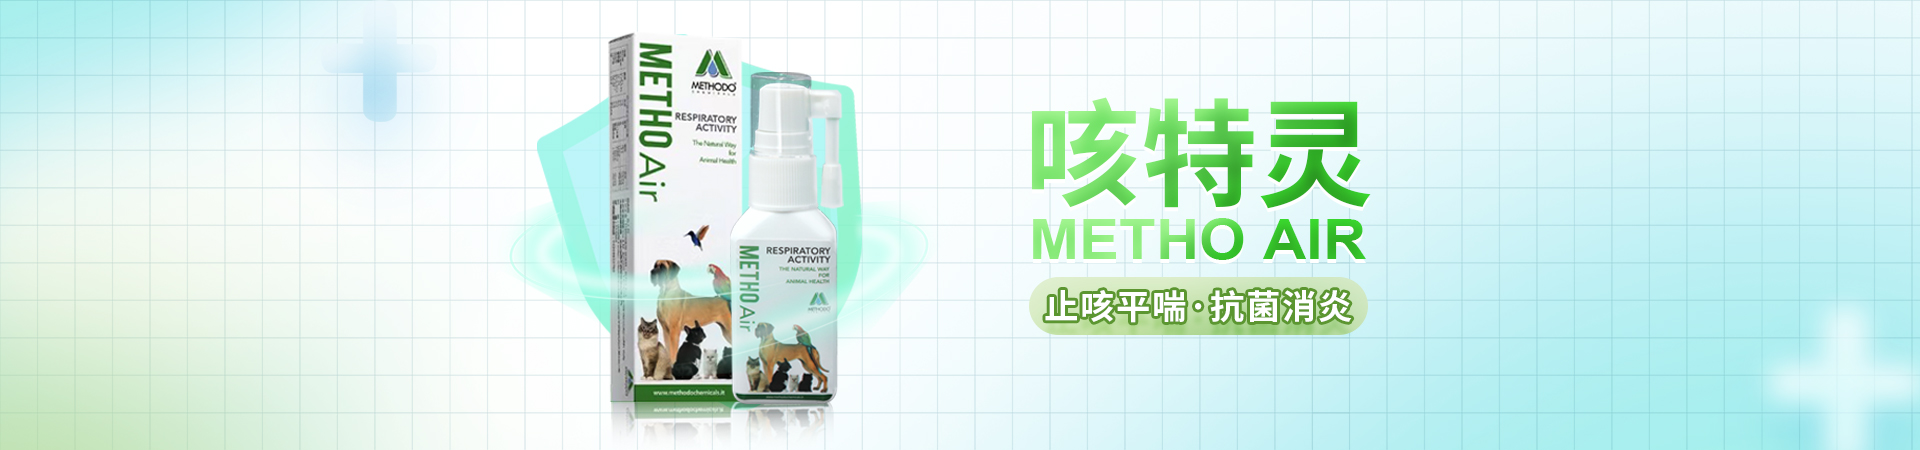 METHO Air
METHODO
CHEMICALS
RESPIRATORY
ACTIVITY
The Natural Way
for
Animal Health
www.methodochemicals.it
RESPIRATORY
ACTIVITY
THE NATURAL WAY
FOR
ANIMAL HEALTH
METHO Air
METHODO
咳特灵
METHO AIR
止咳平喘·抗菌消炎